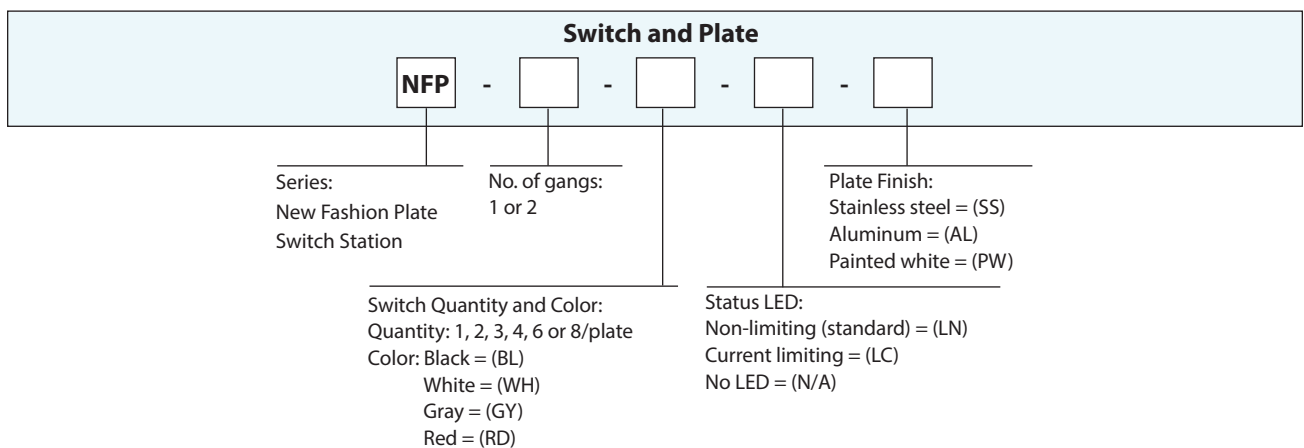 Switch and Plate
NFP - - - -
Series:
New Fashion Plate
Switch Station
No. of gangs:
1 or 2
Plate Finish:
Stainless steel = (SS)
Aluminum = (AL)
Painted white = (PW)
Switch Quantity and Color:
Quantity: 1, 2, 3, 4, 6 or 8/plate
Color: Black = (BL)
White = (WH)
Gray = (GY)
Red = (RD)
Status LED:
Non-limiting (standard) = (LN)
Current limiting = (LC)
No LED = (N/A)